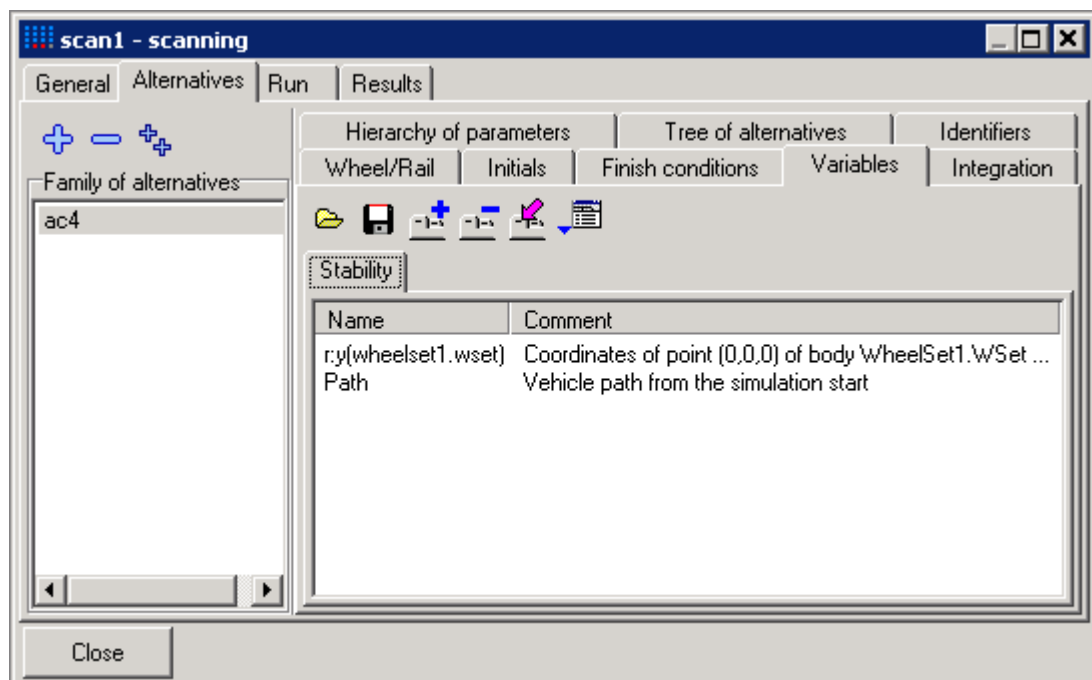 scan1 - scanning
General Alternatives Run Results
Hierarchy of parameters Tree of alternatives Identifiers
Wheel/Rail Initials Finish conditions Variables Integration
Family of alternatives
ac4
Stability
Name Comment
r:y(wheelset1.wset) Coordinates of point (0,0,0) of body WheelSet1.WSet ...
Path Vehicle path from the simulation start
Close